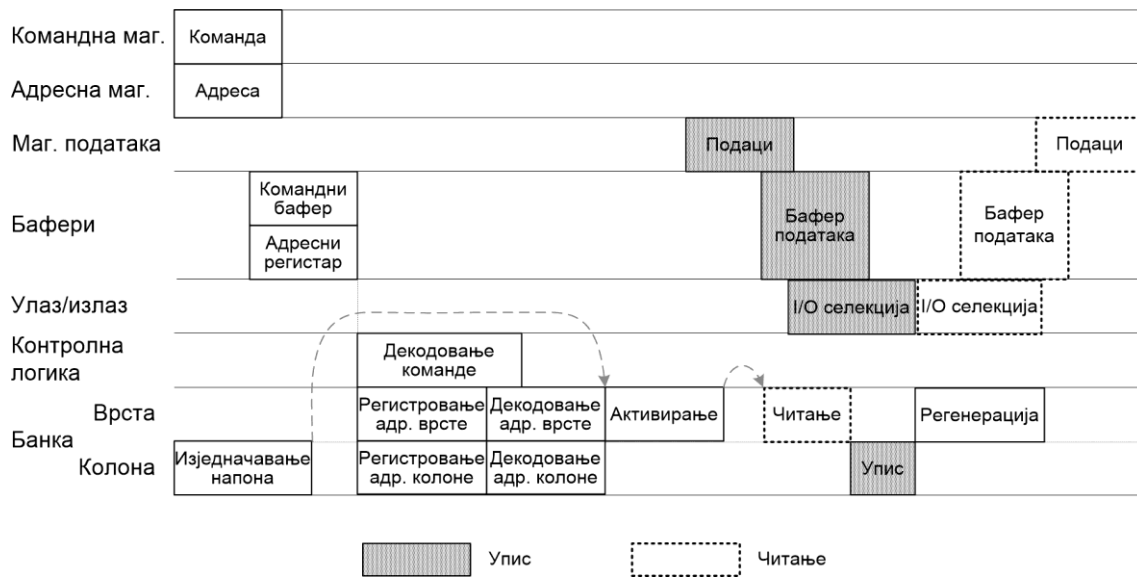 Командна маг.
Команда
Адресна маг.
Адреса
Маг. података
Подаци
Подаци
Бафери
Командни
бафер
Адресни
регистар
Бафер
података
Бафер
података
Улаз/излаз
I/O селекција
I/O селекција
Контролна
логика
Декодовање
команде
Банка
Врста
Регистровање
адр. врсте
Декодовање
адр. врсте
Активирање
Читање
Регенерација
Колона
Изједначавање
напона
Регистровање
адр. колоне
Декодовање
адр. колоне
Упис
Упис
Читање